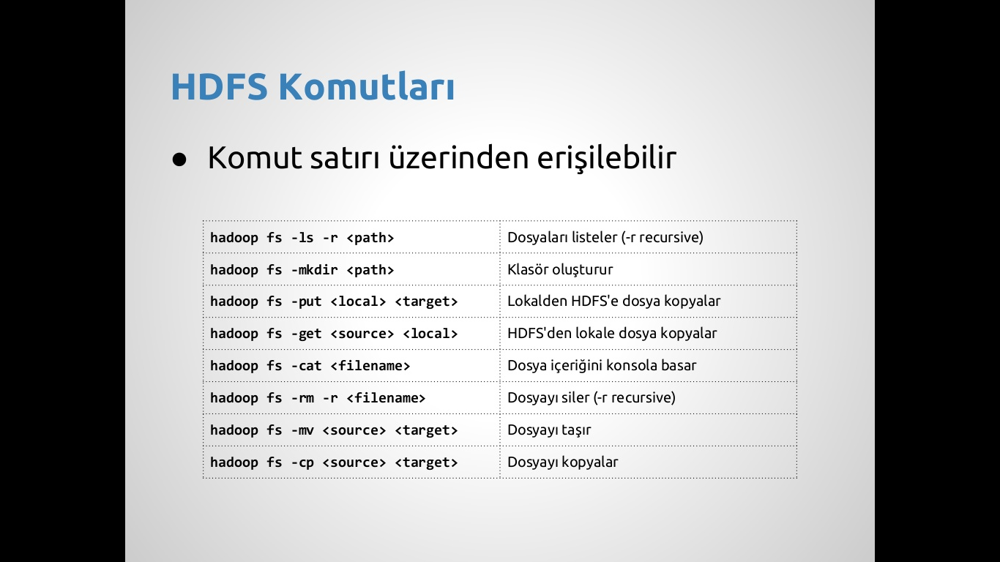 HDFS Komutları
● Komut satırı üzerinden erişilebilir
hadoop fs -ls -r <path> Dosyaları listeler (-r recursive)
hadoop fs -mkdir <path> Klasör oluşturur
hadoop fs -put <local> <target> Lokalden HDFS'e dosya kopyalar
hadoop fs -get <source> <local> HDFS'den lokale dosya kopyalar
hadoop fs -cat <filename> Dosya içeriğini konsola basar
hadoop fs -rm -r <filename> Dosyayı siler (-r recursive)
hadoop fs -mv <source> <target> Dosyayı taşır
hadoop fs -cp <source> <target> Dosyayı kopyalar